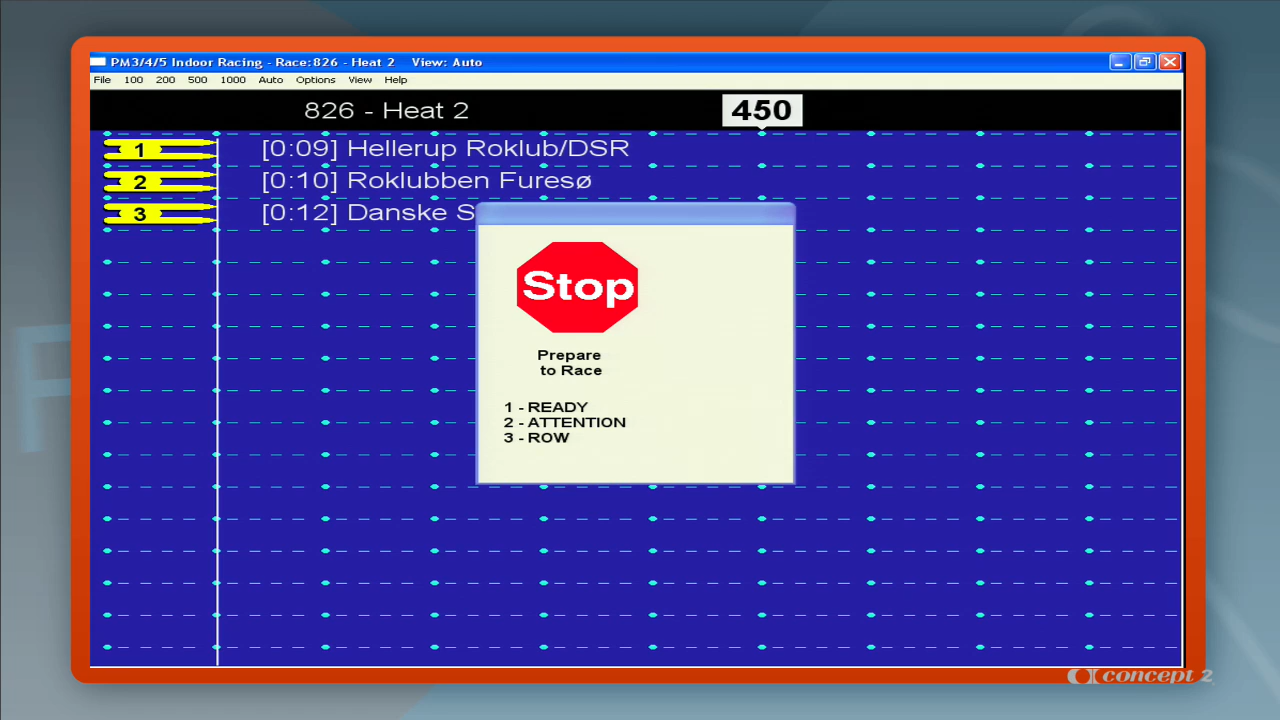 PM3/4/5 Indoor Racing - Race:826 - Heat 2 View: Auto
File 100 200 500 1000 Auto Options View Help
826 - Heat 2 450
1 [0:09] Hellerup Roklub/DSR
2 [0:10] Roklubben Furesø
3 [0:12] Danske S
Stop
Prepare
to Race
1 - READY
2 - ATTENTION
3 - ROW
concept 2